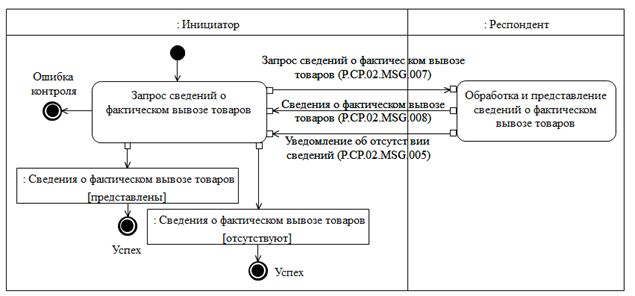 : Инициатор
: Респондент
Запрос сведений о фактическом вывозе
товаров (P.CP.02.MSG.007)
Ошибка
контроля
Запрос сведений о
фактическом вывозе товаров
Сведения о фактическом вывозе
товаров (P.CP.02.MSG.008)
Обработка и представление
сведений о фактическом
вывозе товаров
Уведомление об отсутствии
сведений (P.CP.02.MSG.005)
: Сведения о фактическом вывозе товаров
[представлены]
: Сведения о фактическом вывозе товаров
[отсутствуют]
Успех
Успех